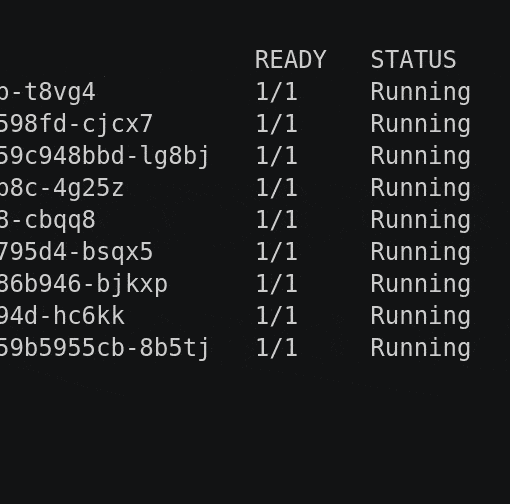 READY STATUS
-t8vg4 1/1 Running
598fd-cjcx7 1/1 Running
59c948bbd-lg8bj 1/1 Running
b8c-4g25z 1/1 Running
8-cbqq8 1/1 Running
795d4-bsqx5 1/1 Running
86b946-bjkxp 1/1 Running
94d-hc6kk 1/1 Running
59b5955cb-8b5tj 1/1 Running